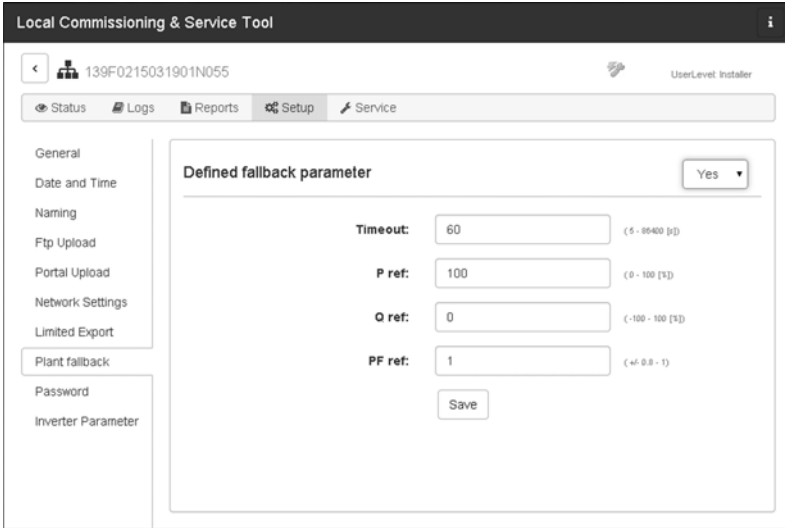 Local Commissioning & Service Tool
i
139F0215031901N055
UserLevel: Installer
Status Logs Reports Setup Service
General
Date and Time
Naming
Ftp Upload
Portal Upload
Network Settings
Limited Export
Plant fallback
Password
Inverter Parameter
Defined fallback parameter Yes
Timeout: 60 ( 5 - 86400 [s])
P ref: 100 ( 0 - 100 [%])
Q ref: 0 ( -100 - 100 [%])
PF ref: 1 ( +/- 0.8 - 1)
Save